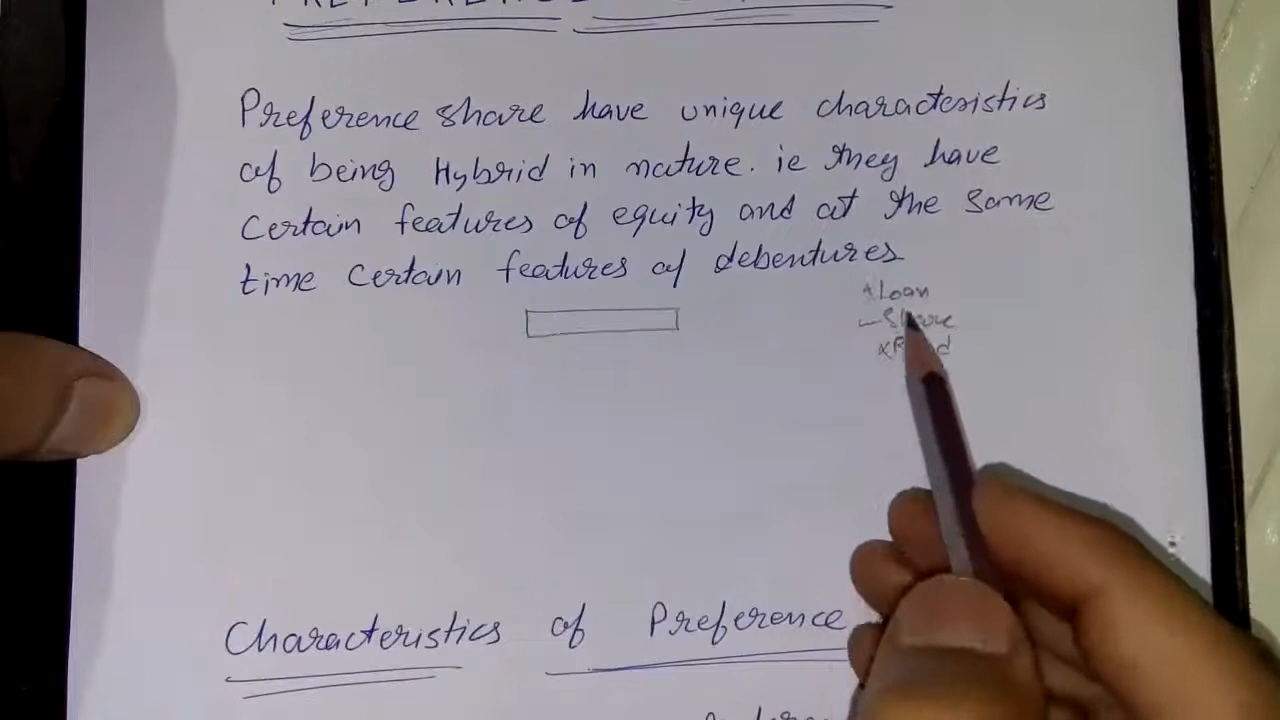 Preference share have unique characteristics
of being Hybrid in nature. ie they have
Certain features of equity and at the same
time certain features of debentures
Loan
Share
Characteristics of Preference